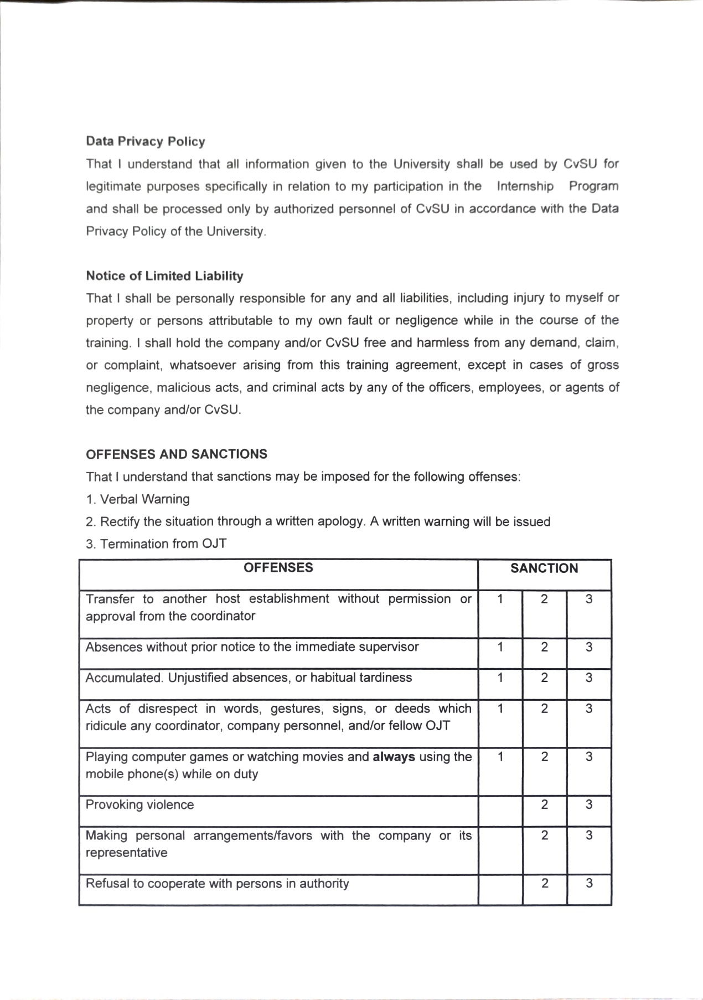 Data Privacy Policy
That I understand that all information given to the University shall be used by CvSU for
legitimate purposes specifically in relation to my participation in the Internship Program
and shall be processed only by authorized personnel of CvSU in accordance with the Data
Privacy Policy of the University.
Notice of Limited Liability
That I shall be personally responsible for any and all liabilities, including injury to myself or
property or persons attributable to my own fault or negligence while in the course of the
training. I shall hold the company and/or CvSU free and harmless from any demand, claim,
or complaint, whatsoever arising from this training agreement, except in cases of gross
negligence, malicious acts, and criminal acts by any of the officers, employees, or agents of
the company and/or CvSU.
OFFENSES AND SANCTIONS
That I understand that sanctions may be imposed for the following offenses:
1. Verbal Warning
2. Rectify the situation through a written apology. A written warning will be issued
3. Termination from OJT
OFFENSES SANCTION
Transfer to another host establishment without permission or 1 2 3
approval from the coordinator
Absences without prior notice to the immediate supervisor 1 2 3
Accumulated. Unjustified absences, or habitual tardiness 1 2 3
Acts of disrespect in words, gestures, signs, or deeds which 1 2 3
ridicule any coordinator, company personnel, and/or fellow OJT
Playing computer games or watching movies and always using the 1 2 3
mobile phone(s) while on duty
Provoking violence 2 3
Making personal arrangements/favors with the company or its 2 3
representative
Refusal to cooperate with persons in authority 2 3